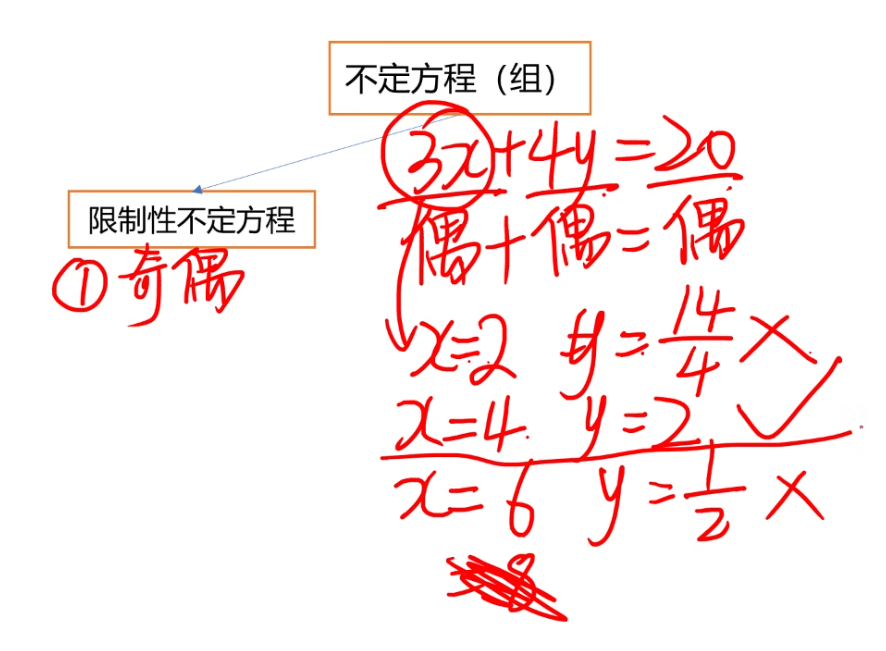 不定方程（组）
3x+4y=20
限制性不定方程
偶+偶=偶
①奇偶
x=2 y=14/4 ×
x=4 y=2 ✓
x=6 y=1/2 ×